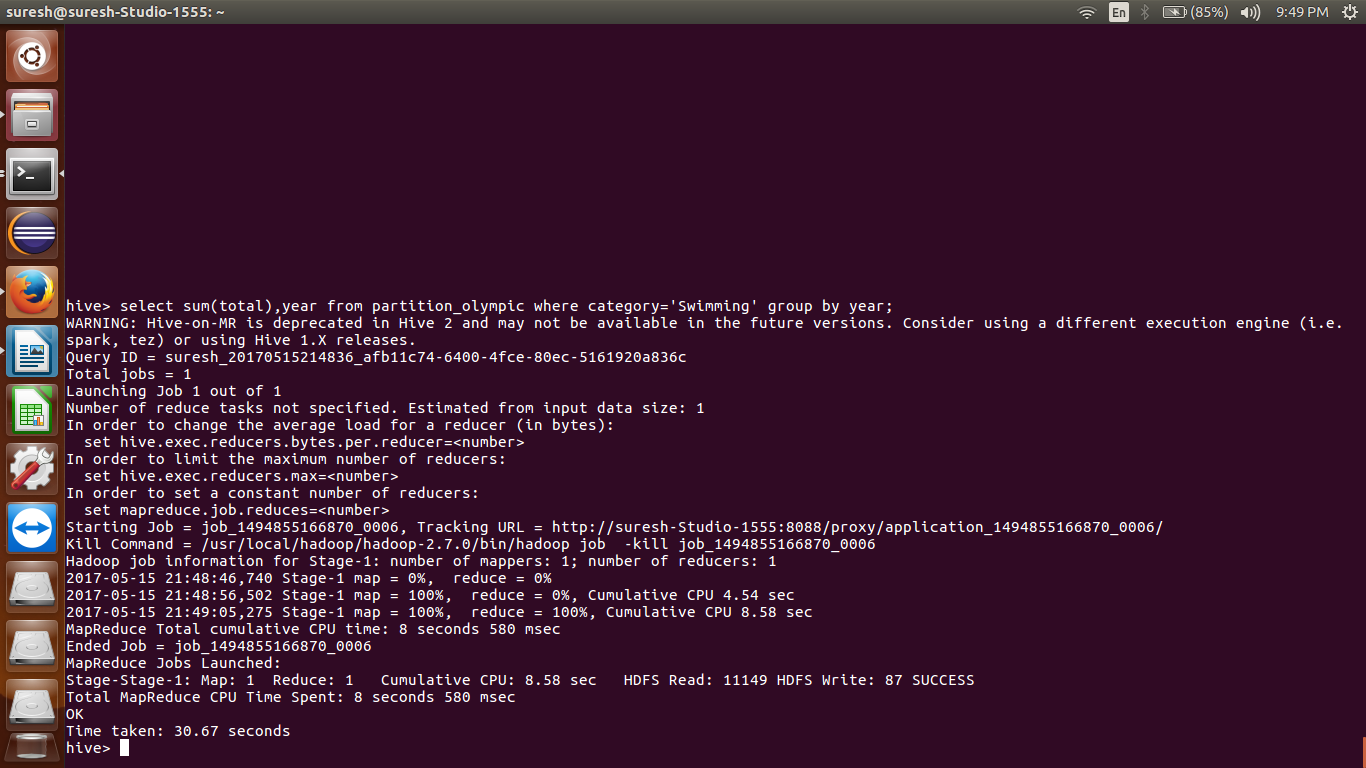 suresh@suresh-Studio-1555: ~
En
(85%)
9:49 PM
hive> select sum(total),year from partition_olympic where category='Swimming' group by year;
WARNING: Hive-on-MR is deprecated in Hive 2 and may not be available in the future versions. Consider using a different execution engine (i.e.
spark, tez) or using Hive 1.X releases.
Query ID = suresh_20170515214836_afb11c74-6400-4fce-80ec-5161920a836c
Total jobs = 1
Launching Job 1 out of 1
Number of reduce tasks not specified. Estimated from input data size: 1
In order to change the average load for a reducer (in bytes):
  set hive.exec.reducers.bytes.per.reducer=<number>
In order to limit the maximum number of reducers:
  set hive.exec.reducers.max=<number>
In order to set a constant number of reducers:
  set mapreduce.job.reduces=<number>
Starting Job = job_1494855166870_0006, Tracking URL = http://suresh-Studio-1555:8088/proxy/application_1494855166870_0006/
Kill Command = /usr/local/hadoop/hadoop-2.7.0/bin/hadoop job  -kill job_1494855166870_0006
Hadoop job information for Stage-1: number of mappers: 1; number of reducers: 1
2017-05-15 21:48:46,740 Stage-1 map = 0%,  reduce = 0%
2017-05-15 21:48:56,502 Stage-1 map = 100%,  reduce = 0%, Cumulative CPU 4.54 sec
2017-05-15 21:49:05,275 Stage-1 map = 100%,  reduce = 100%, Cumulative CPU 8.58 sec
MapReduce Total cumulative CPU time: 8 seconds 580 msec
Ended Job = job_1494855166870_0006
MapReduce Jobs Launched:
Stage-Stage-1: Map: 1  Reduce: 1   Cumulative CPU: 8.58 sec   HDFS Read: 11149 HDFS Write: 87 SUCCESS
Total MapReduce CPU Time Spent: 8 seconds 580 msec
OK
Time taken: 30.67 seconds
hive>